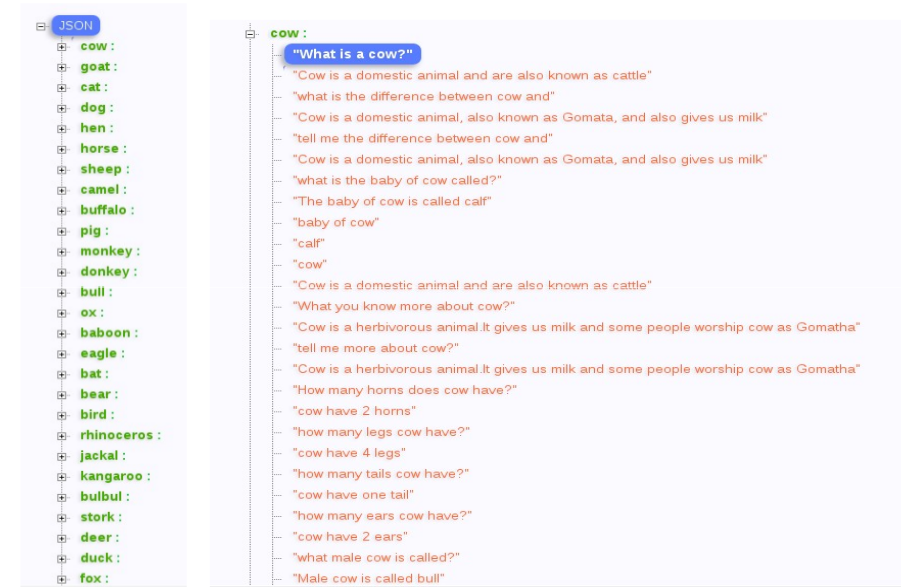 JSON
cow :
goat :
cat :
dog :
hen :
horse :
sheep :
camel :
buffalo :
pig :
monkey :
donkey :
bull :
ox :
baboon :
eagle :
bat :
bear :
bird :
rhinoceros :
jackal :
kangaroo :
bulbul :
stork :
deer :
duck :
fox :
cow :
"What is a cow?"
"Cow is a domestic animal and are also known as cattle"
"what is the difference between cow and"
"Cow is a domestic animal, also known as Gomata, and also gives us milk"
"tell me the difference between cow and"
"Cow is a domestic animal, also known as Gomata, and also gives us milk"
"what is the baby of cow called?"
"The baby of cow is called calf"
"baby of cow"
"calf"
"cow"
"Cow is a domestic animal and are also known as cattle"
"What you know more about cow?"
"Cow is a herbivorous animal.It gives us milk and some people worship cow as Gomatha"
"tell me more about cow?"
"Cow is a herbivorous animal.It gives us milk and some people worship cow as Gomatha"
"How many horns does cow have?"
"cow have 2 horns"
"how many legs cow have?"
"cow have 4 legs"
"how many tails cow have?"
"cow have one tail"
"how many ears cow have?"
"cow have 2 ears"
"what male cow is called?"
"Male cow is called bull"